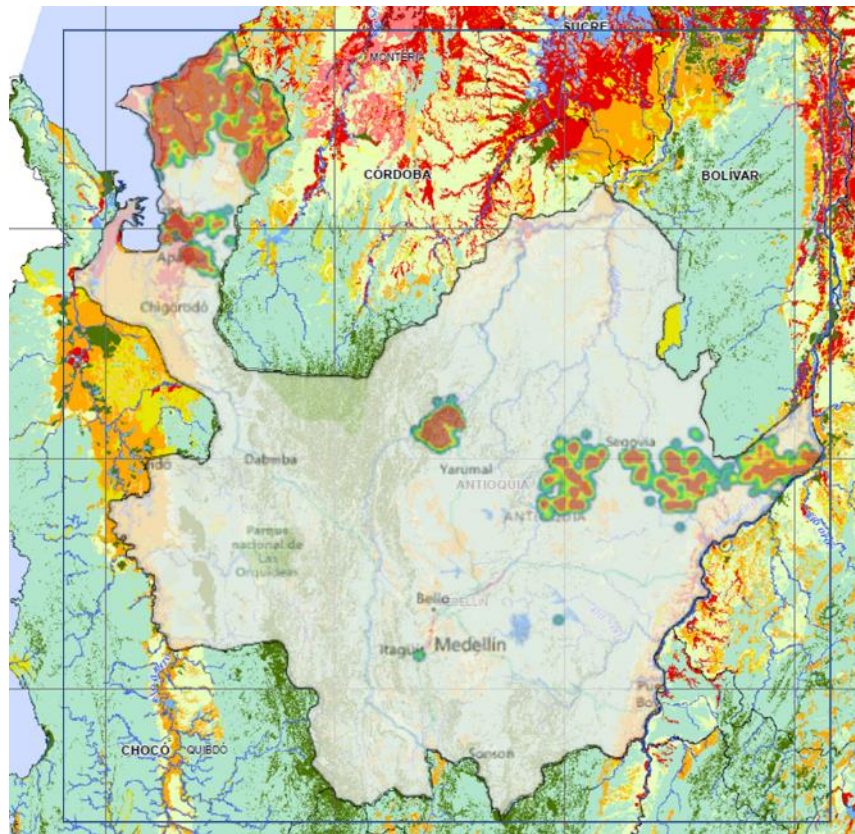 SUCRE
MONTERÍA
CÓRDOBA
BOLÍVAR
Chigorodó
Segovia
Dabeiba
Yarumal
ANTIOQUIA
Parque
nacional de
Las
Orquídeas
Bello
Itagüí
Medellín
Sonson
CHOCÓ
QUIBDÓ